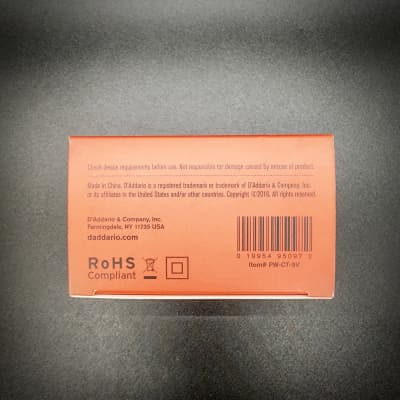 Check device requirements before use. Not responsible for damage caused by misuse of product.
Made in China. D'Addario is a registered trademark or trademark of D'Addario & Company, Inc.
or its affiliates in the United States and/or other countries. Copyright ©2016. All rights reserved.
D'Addario & Company, Inc.
Farmingdale, NY 11735 USA
daddario.com
RoHS
Compliant
0 19954 95097
Item# PW-CT-9V